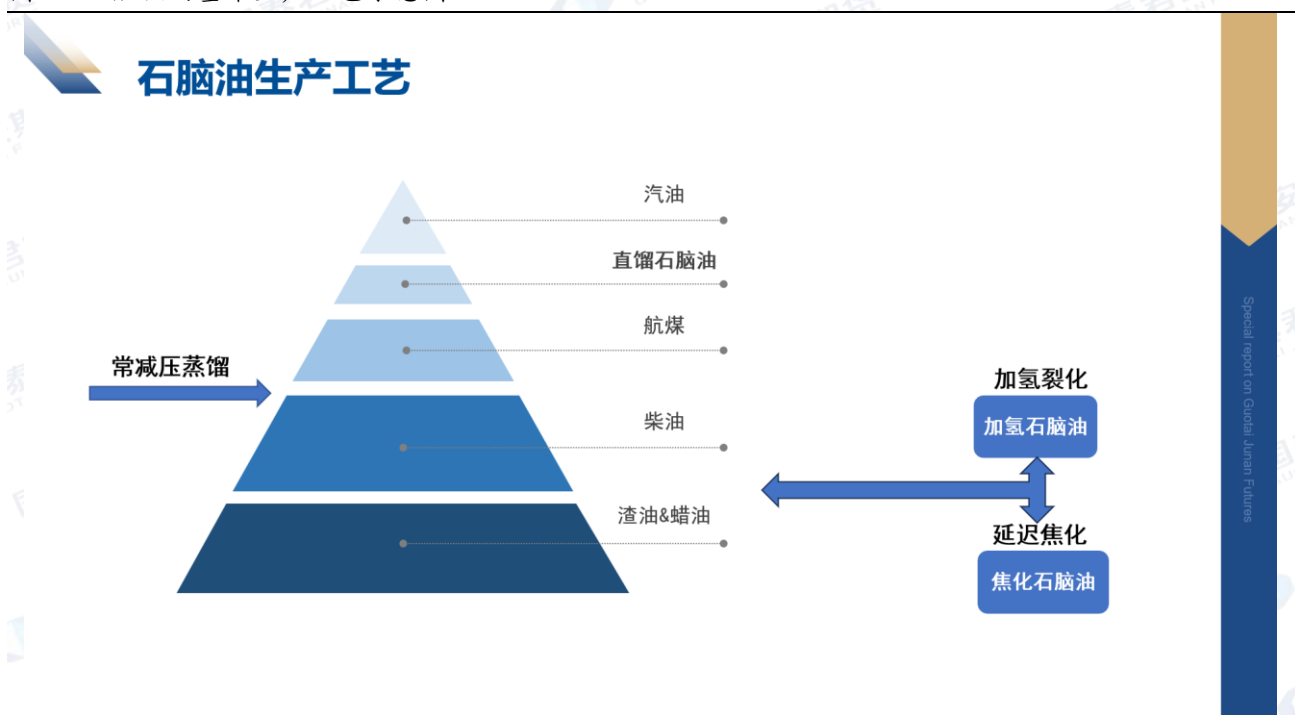 石脑油生产工艺
汽油
直馏石脑油
航煤
常减压蒸馏
柴油
渣油&蜡油
加氢裂化
加氢石脑油
延迟焦化
焦化石脑油
Special report on Guotai Junan Futures